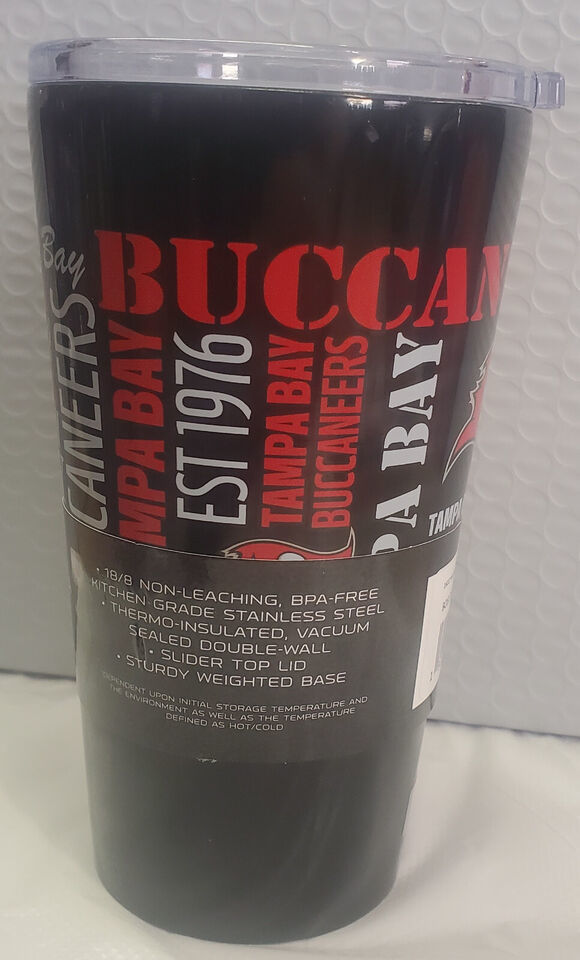 Bay
BUCCAN
CANEERS
MPA BAY
EST 1976
TAMPA BAY
BUCCANEERS
PA BAY
TAMPA
• 18/8 NON-LEACHING, BPA-FREE
KITCHEN GRADE STAINLESS STEEL
• THERMO-INSULATED, VACUUM
SEALED DOUBLE-WALL
• SLIDER TOP LID
• STURDY WEIGHTED BASE
*DEPENDENT UPON INITIAL STORAGE TEMPERATURE AND
THE ENVIRONMENT AS WELL AS THE TEMPERATURE
DEFINED AS HOT/COLD